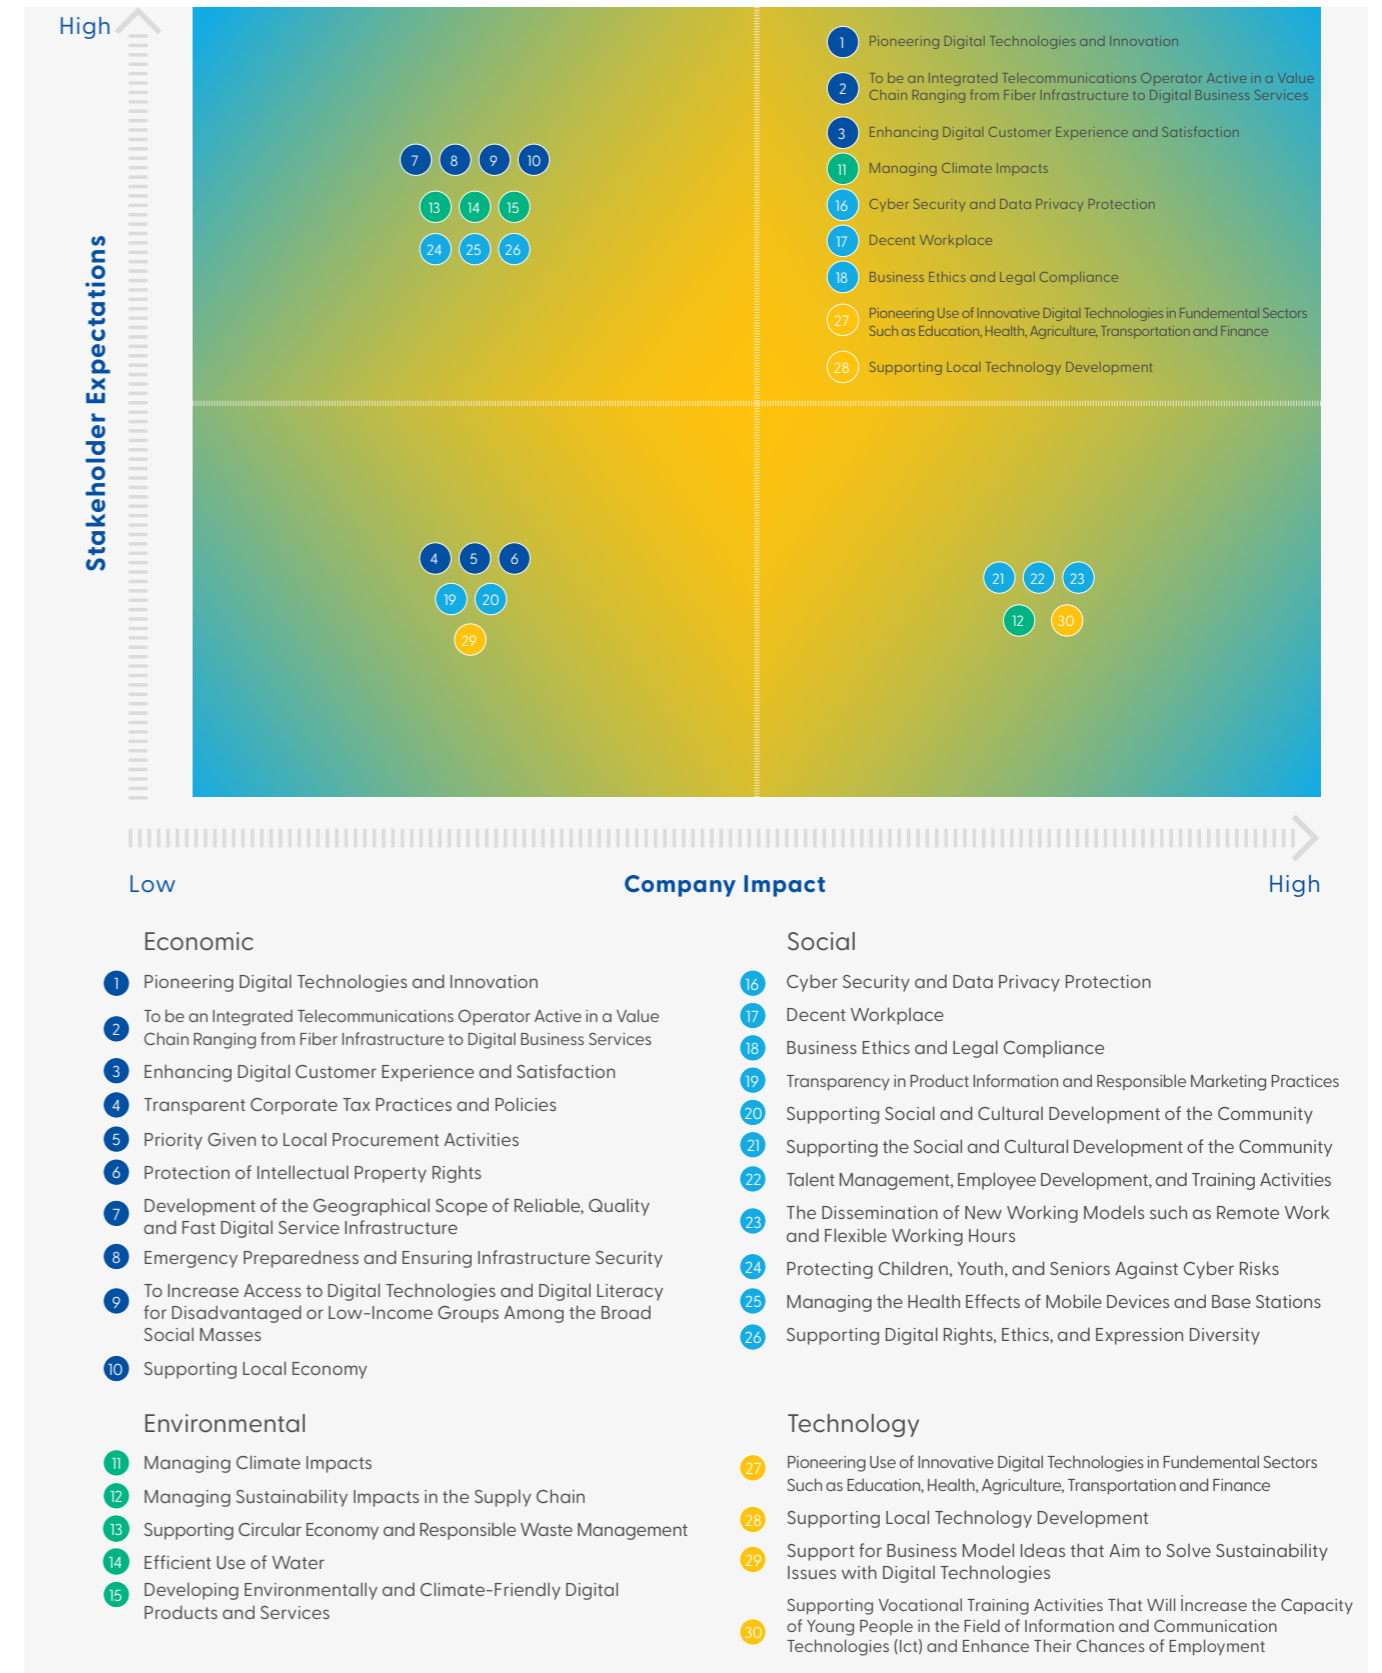 High
Stakeholder Expectations
1 Pioneering Digital Technologies and Innovation
2 To be an Integrated Telecommunications Operator Active in a Value
Chain Ranging from Fiber Infrastructure to Digital Business Services
3 Enhancing Digital Customer Experience and Satisfaction
11 Managing Climate Impacts
16 Cyber Security and Data Privacy Protection
17 Decent Workplace
18 Business Ethics and Legal Compliance
27 Pioneering Use of Innovative Digital Technologies in Fundemental Sectors
Such as Education, Health, Agriculture, Transportation and Finance
28 Supporting Local Technology Development
7 8 9 10
13 14 15
24 25 26
4 5 6
19 20
29
21 22 23
12 30
Low
Company Impact
High
Economic
1 Pioneering Digital Technologies and Innovation
2 To be an Integrated Telecommunications Operator Active in a Value
Chain Ranging from Fiber Infrastructure to Digital Business Services
3 Enhancing Digital Customer Experience and Satisfaction
4 Transparent Corporate Tax Practices and Policies
5 Priority Given to Local Procurement Activities
6 Protection of Intellectual Property Rights
7 Development of the Geographical Scope of Reliable, Quality
and Fast Digital Service Infrastructure
8 Emergency Preparedness and Ensuring Infrastructure Security
9 To Increase Access to Digital Technologies and Digital Literacy
for Disadvantaged or Low-Income Groups Among the Broad
Social Masses
10 Supporting Local Economy
Social
16 Cyber Security and Data Privacy Protection
17 Decent Workplace
18 Business Ethics and Legal Compliance
19 Transparency in Product Information and Responsible Marketing Practices
20 Supporting Social and Cultural Development of the Community
21 Supporting the Social and Cultural Development of the Community
22 Talent Management, Employee Development, and Training Activities
23 The Dissemination of New Working Models such as Remote Work
and Flexible Working Hours
24 Protecting Children, Youth, and Seniors Against Cyber Risks
25 Managing the Health Effects of Mobile Devices and Base Stations
26 Supporting Digital Rights, Ethics, and Expression Diversity
Environmental
11 Managing Climate Impacts
12 Managing Sustainability Impacts in the Supply Chain
13 Supporting Circular Economy and Responsible Waste Management
14 Efficient Use of Water
15 Developing Environmentally and Climate-Friendly Digital
Products and Services
Technology
27 Pioneering Use of Innovative Digital Technologies in Fundemental Sectors
Such as Education, Health, Agriculture, Transportation and Finance
28 Supporting Local Technology Development
29 Support for Business Model Ideas that Aim to Solve Sustainability
Issues with Digital Technologies
30 Supporting Vocational Training Activities That Will İncrease the Capacity
of Young People in the Field of Information and Communication
Technologies (Ict) and Enhance Their Chances of Employment